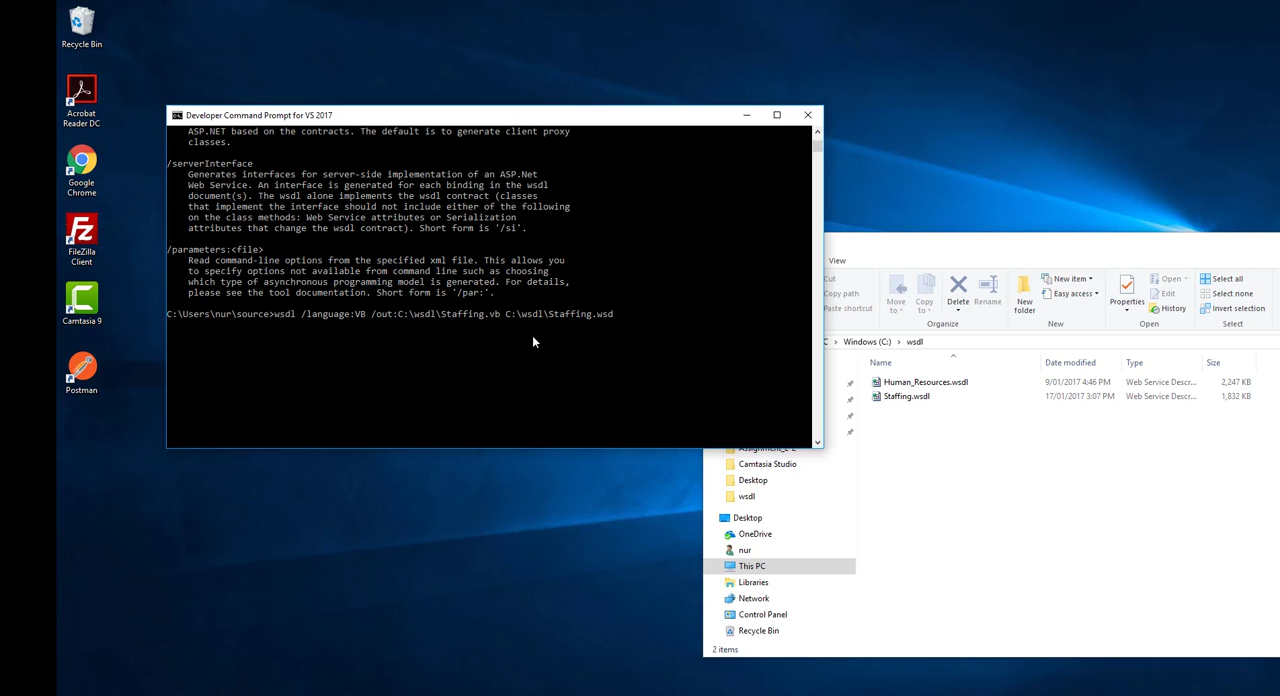 Recycle Bin
Acrobat
Reader DC
Google
Chrome
FileZilla
Client
Camtasia 9
Postman
Developer Command Prompt for VS 2017
ASP.NET based on the contracts. The default is to generate client proxy
classes.
/serverInterface
Generates interfaces for server-side implementation of an ASP.Net
Web Service. An interface is generated for each binding in the wsdl
document(s). The wsdl alone implements the wsdl contract (classes
that implement the interface should not include either of the following
on the class methods: Web Service attributes or Serialization
attributes that change the wsdl contract). Short form is '/si'.
/parameters:<file>
Read command-line options from the specified xml file. This allows you
to specify options not available from command line such as choosing
which type of asynchronous programming model is generated. For details,
please see the tool documentation. Short form is '/par:'.
C:\Users\nur\source>wsdl /language:VB /out:C:\wsdl\Staffing.vb C:\wsdl\Staffing.wsd
View
Cut
Copy path
Paste shortcut
Move
to
Copy
to
Delete
Rename
Organize
New
folder
New item
Easy access
New
Properties
Open
Edit
History
Open
Select all
Select none
Invert selection
Select
C > Windows (C:) > wsdl
Name
Date modified
Type
Size
Human_Resources.wsdl
9/01/2017 4:46 PM
Web Service Descr...
2,247 KB
Staffing.wsdl
17/01/2017 3:07 PM
Web Service Descr...
1,832 KB
Camtasia Studio
Desktop
wsdl
Desktop
OneDrive
nur
This PC
Libraries
Network
Control Panel
Recycle Bin
2 items